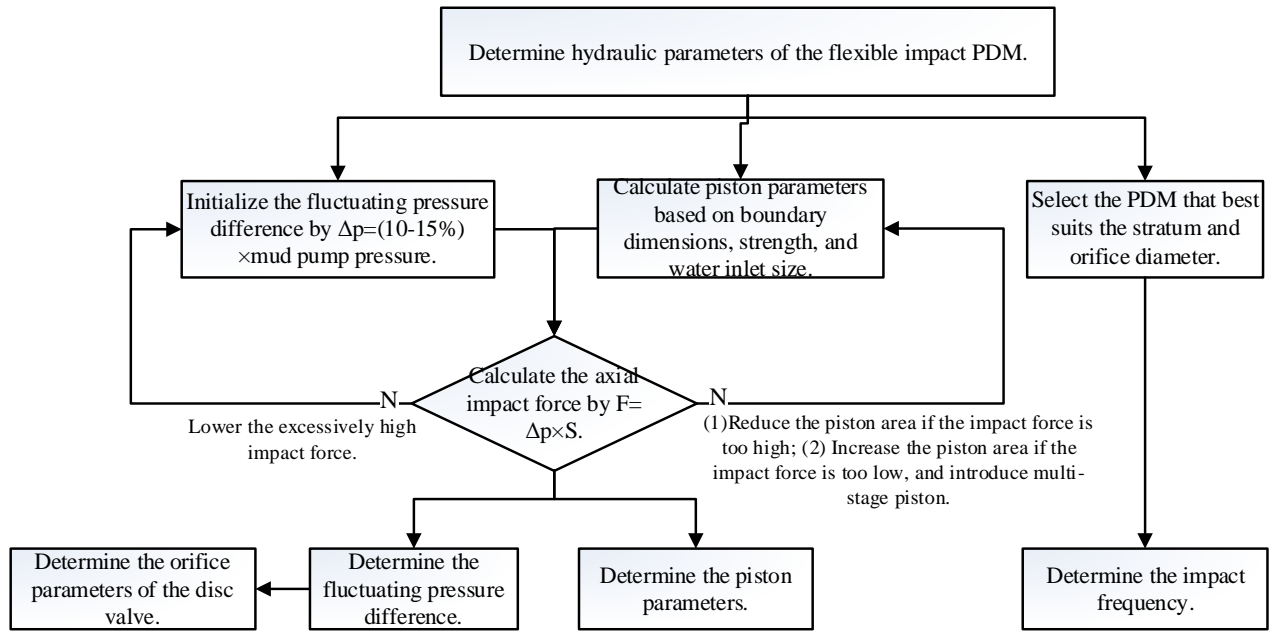 Determine hydraulic parameters of the flexible impact PDM.
Initialize the fluctuating pressure
difference by Δp=(10-15%)
×mud pump pressure.
Calculate piston parameters
based on boundary
dimensions, strength, and
water inlet size.
Select the PDM that best
suits the stratum and
orifice diameter.
Calculate the axial
impact force by F=
Δp×S.
N
Lower the excessively high
impact force.
N
(1)Reduce the piston area if the impact force is
too high; (2) Increase the piston area if the
impact force is too low, and introduce multi-
stage piston.
Determine the orifice
parameters of the disc
valve.
Determine the
fluctuating pressure
difference.
Determine the piston
parameters.
Determine the impact
frequency.